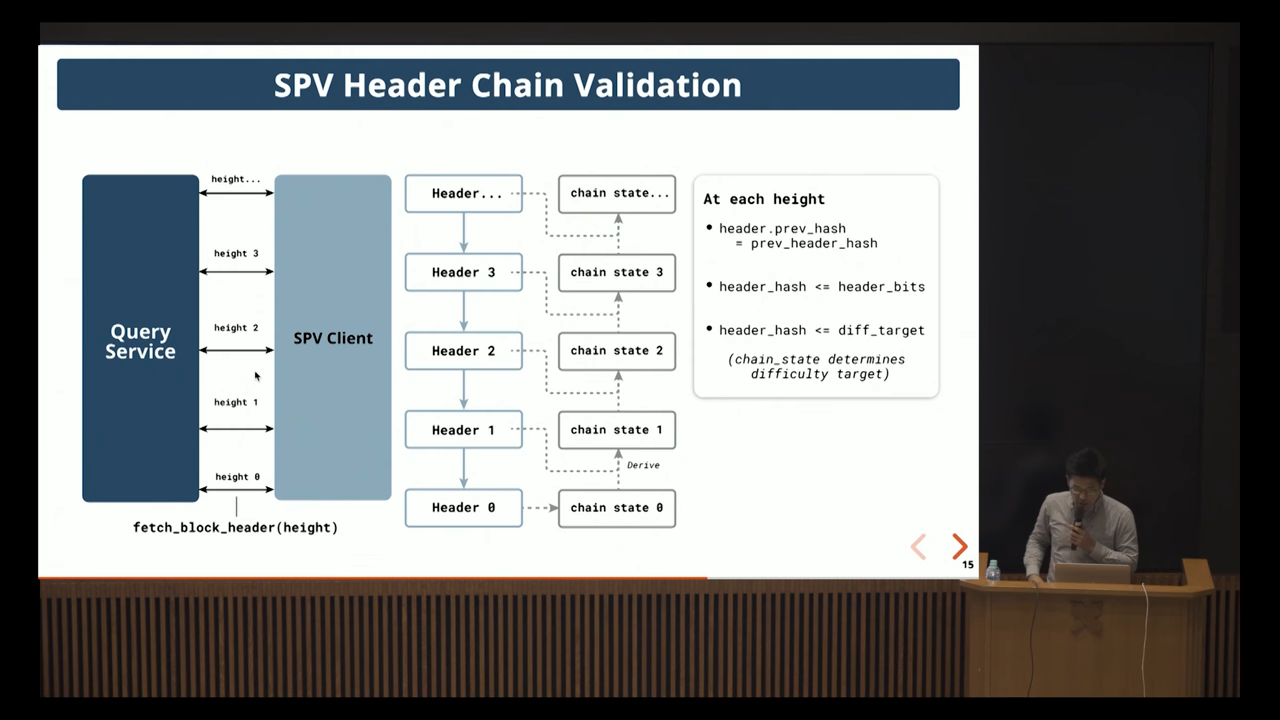 SPV Header Chain Validation
Query
Service
height...
height 3
height 2
height 1
height 0
fetch_block_header(height)
SPV Client
Header...
Header 3
Header 2
Header 1
Header 0
chain state...
chain state 3
chain state 2
chain state 1
Derive
chain state 0
At each height
• header.prev_hash
= prev_header_hash
• header_hash <= header_bits
• header_hash <= diff_target
(chain_state determines
difficulty target)
15